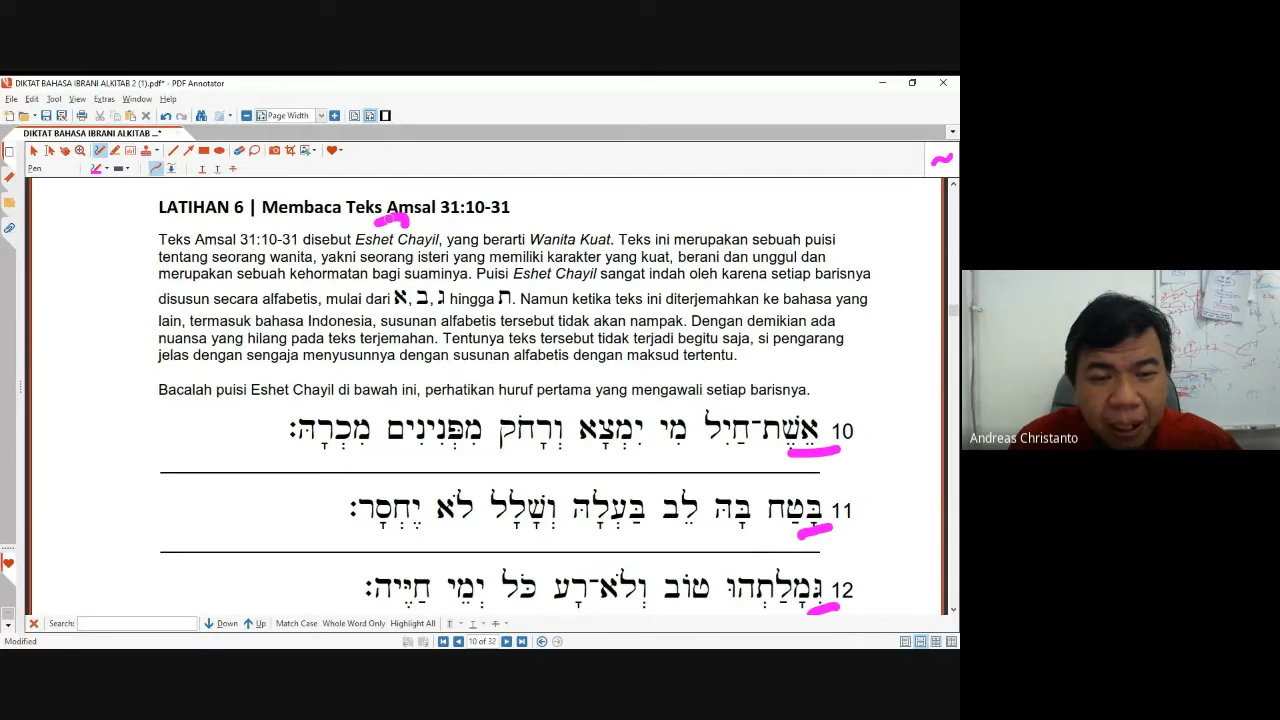 DIKTAT BAHASA IBRANI ALKITAB 2 (1).pdf* - PDF Annotator
File Edit Tool View Extras Window Help
Page Width
DIKTAT BAHASA IBRANI ALKITAB ...*
Pen
LATIHAN 6 | Membaca Teks Amsal 31:10-31
Teks Amsal 31:10-31 disebut Eshet Chayil, yang berarti Wanita Kuat. Teks ini merupakan sebuah puisi
tentang seorang wanita, yakni seorang isteri yang memiliki karakter yang kuat, berani dan unggul dan
merupakan sebuah kehormatan bagi suaminya. Puisi Eshet Chayil sangat indah oleh karena setiap barisnya
disusun secara alfabetis, mulai dari א, ב, ג hingga ת. Namun ketika teks ini diterjemahkan ke bahasa yang
lain, termasuk bahasa Indonesia, susunan alfabetis tersebut tidak akan nampak. Dengan demikian ada
nuansa yang hilang pada teks terjemahan. Tentunya teks tersebut tidak terjadi begitu saja, si pengarang
jelas dengan sengaja menyusunnya dengan susunan alfabetis dengan maksud tertentu.
Bacalah puisi Eshet Chayil di bawah ini, perhatikan huruf pertama yang mengawali setiap barisnya.
10 אֵשֶׁת־חַיִל מִי יִמְצָא וְרָחֹק מִפְּנִינִים מִכְרָהּ׃
11 בָּטַח בָּהּ לֵב בַּעְלָהּ וְשָׁלָל לֹא יֶחְסָר׃
12 גְּמָלַתְהוּ טוֹב וְלֹא־רָע כֹּל יְמֵי חַיֶּיה׃
Andreas Christanto
Search: Down Up Match Case Whole Word Only Highlight All
Modified 10 of 32